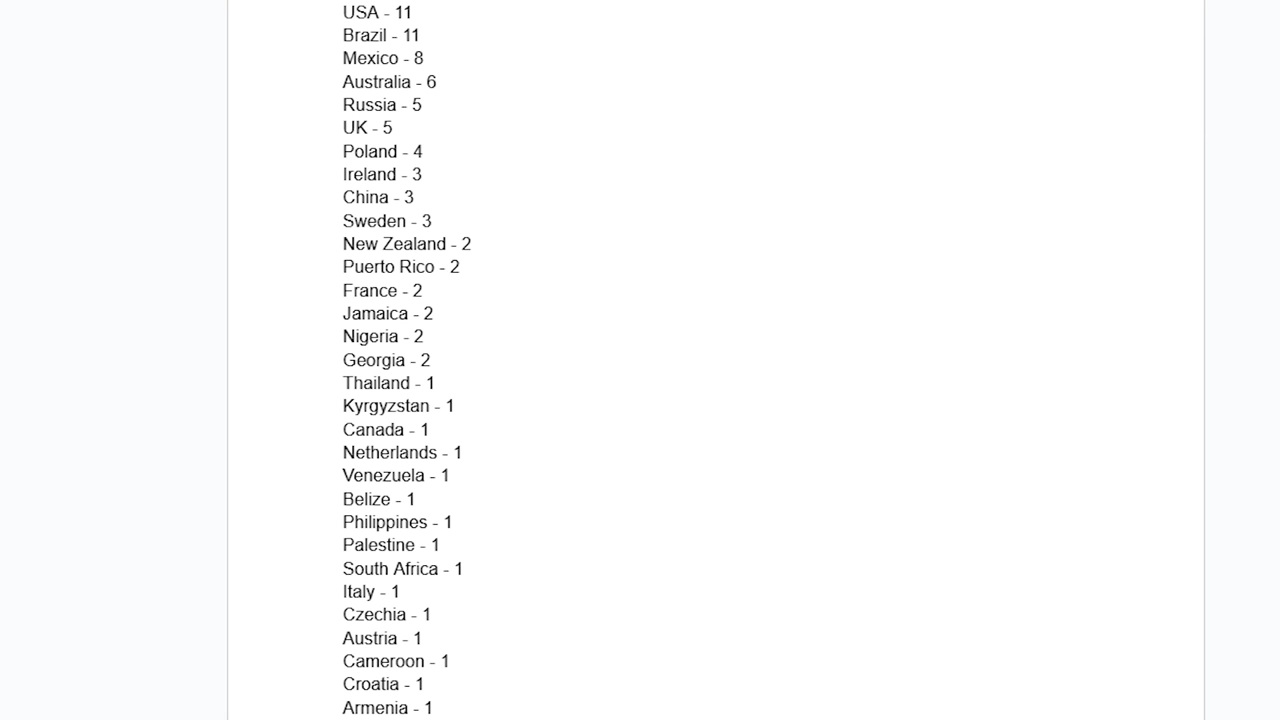 USA - 11
Brazil - 11
Mexico - 8
Australia - 6
Russia - 5
UK - 5
Poland - 4
Ireland - 3
China - 3
Sweden - 3
New Zealand - 2
Puerto Rico - 2
France - 2
Jamaica - 2
Nigeria - 2
Georgia - 2
Thailand - 1
Kyrgyzstan - 1
Canada - 1
Netherlands - 1
Venezuela - 1
Belize - 1
Philippines - 1
Palestine - 1
South Africa - 1
Italy - 1
Czechia - 1
Austria - 1
Cameroon - 1
Croatia - 1
Armenia - 1